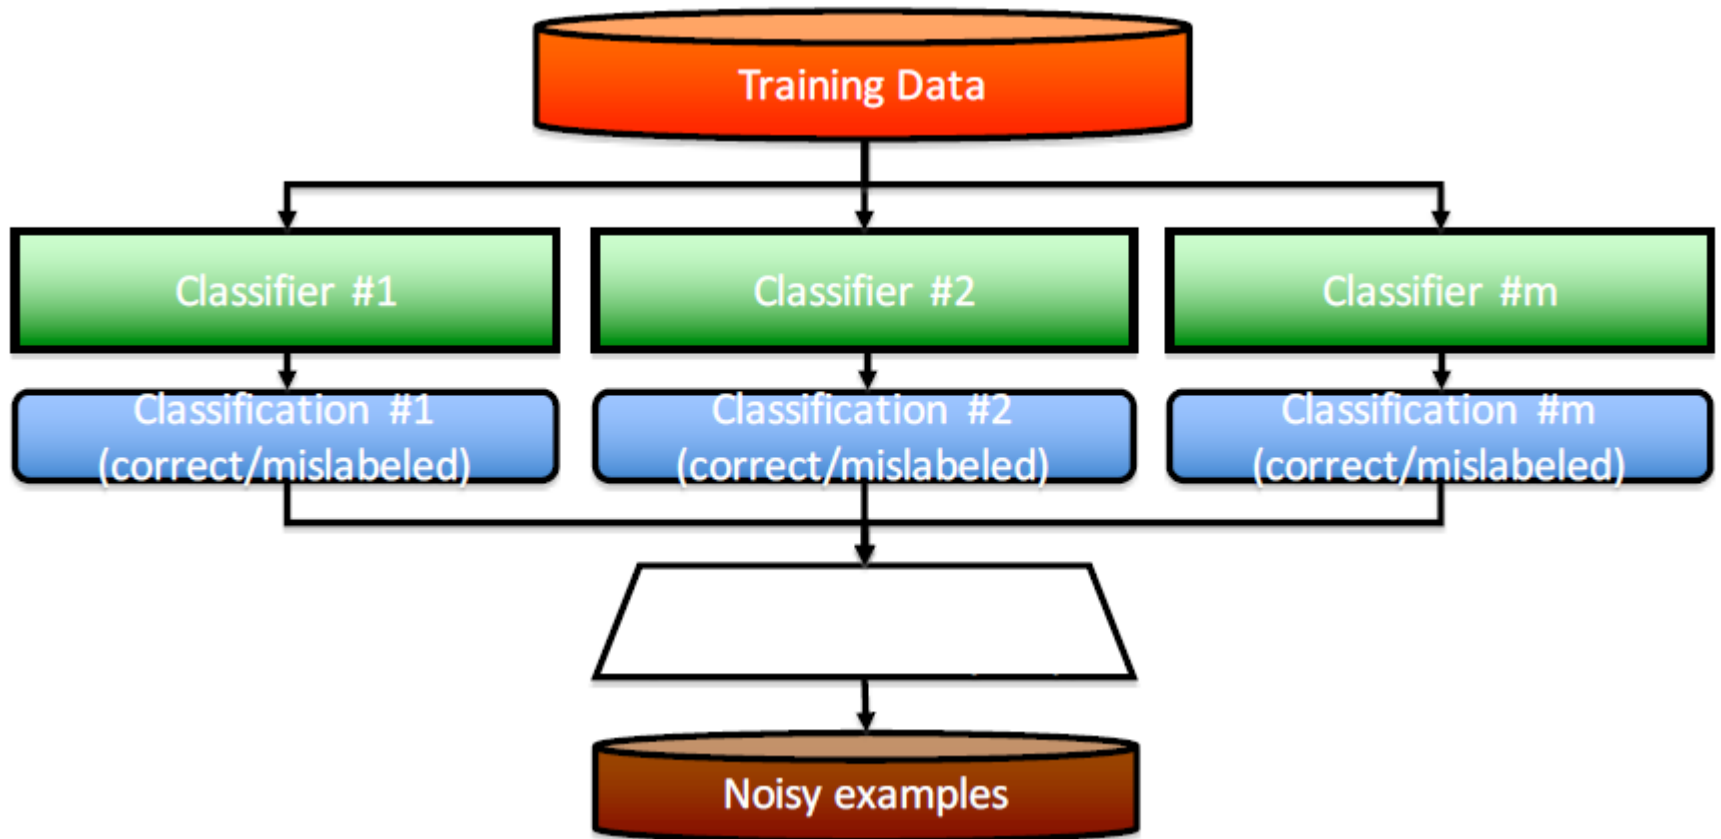 Training Data
Classifier #1
Classifier #2
Classifier #m
Classification #1
(correct/mislabeled)
Classification #2
(correct/mislabeled)
Classification #m
(correct/mislabeled)
Noisy examples